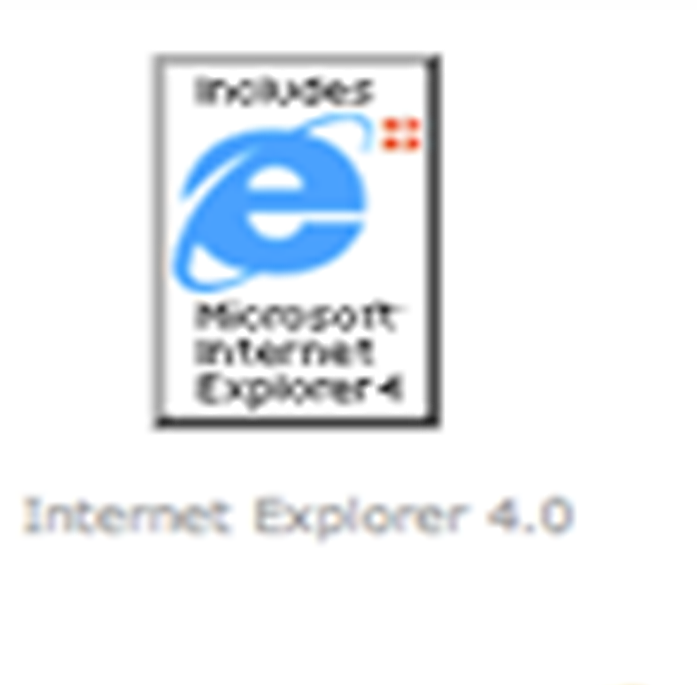 Includes
Microsoft
Internet
Explorer 4
Internet Explorer 4.0